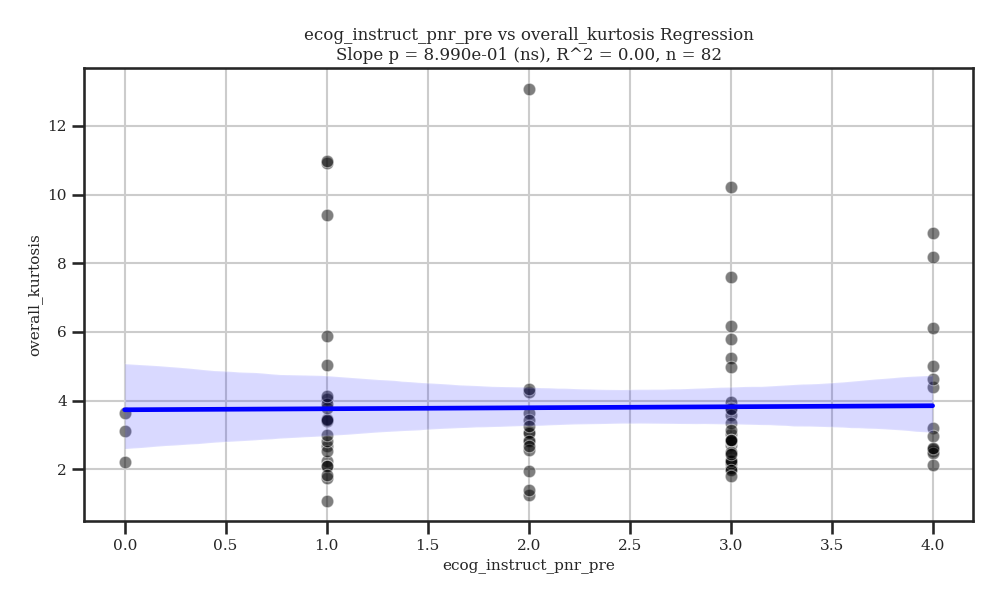 ecog_instruct_pnr_pre vs overall_kurtosis Regression
Slope p = 8.990e-01 (ns), R^2 = 0.00, n = 82
12
10
8
6
4
2
overall_kurtosis
0.0 0.5 1.0 1.5 2.0 2.5 3.0 3.5 4.0
ecog_instruct_pnr_pre